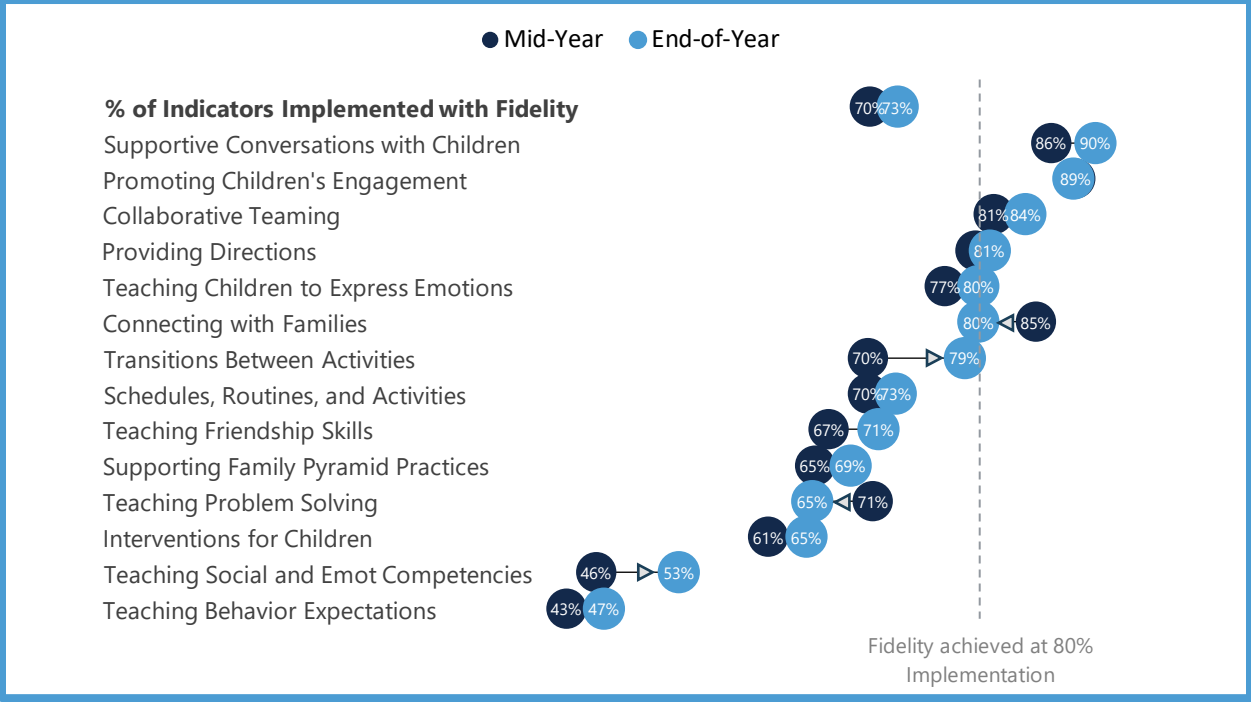 Mid-Year End-of-Year
% of Indicators Implemented with Fidelity 70% 73%
Supportive Conversations with Children 86% 90%
Promoting Children's Engagement 89%
Collaborative Teaming 81% 84%
Providing Directions 81%
Teaching Children to Express Emotions 77% 80%
Connecting with Families 80% 85%
Transitions Between Activities 70% 79%
Schedules, Routines, and Activities 70% 73%
Teaching Friendship Skills 67% 71%
Supporting Family Pyramid Practices 65% 69%
Teaching Problem Solving 65% 71%
Interventions for Children 61% 65%
Teaching Social and Emot Competencies 46% 53%
Teaching Behavior Expectations 43% 47%
Fidelity achieved at 80%
Implementation